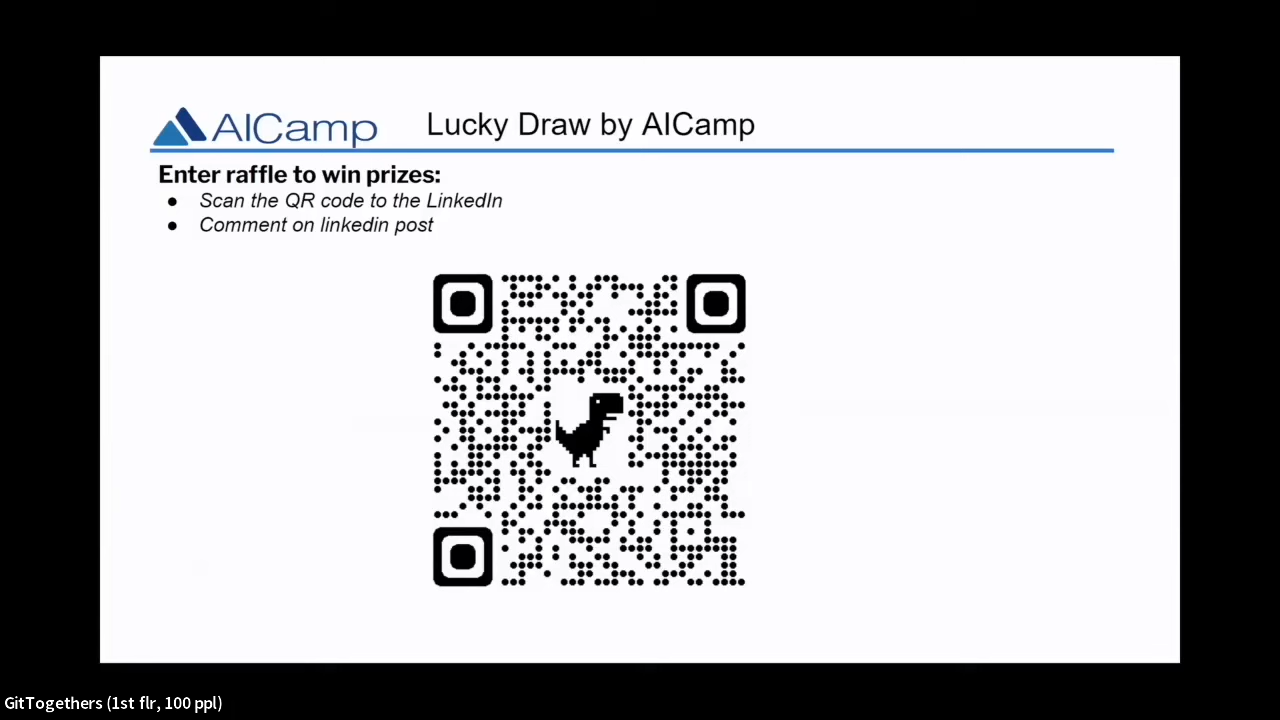 AICamp
Lucky Draw by AICamp
Enter raffle to win prizes:
● Scan the QR code to the LinkedIn
● Comment on linkedin post
GitTogethers (1st flr, 100 ppl)